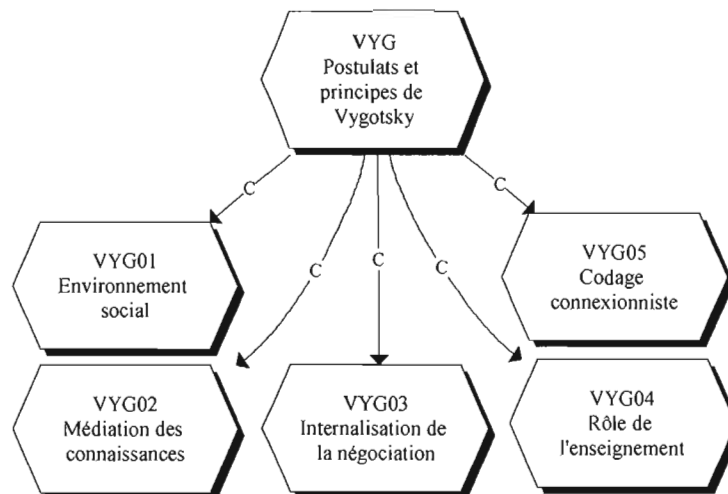 VYG
Postulats et
principes de
Vygotsky
C
C
C
C
C
VYG01
Environnement
social
VYG05
Codage
connexionniste
VYG02
Médiation des
connaissances
VYG03
Internalisation de
la négociation
VYG04
Rôle de
l'enseignement